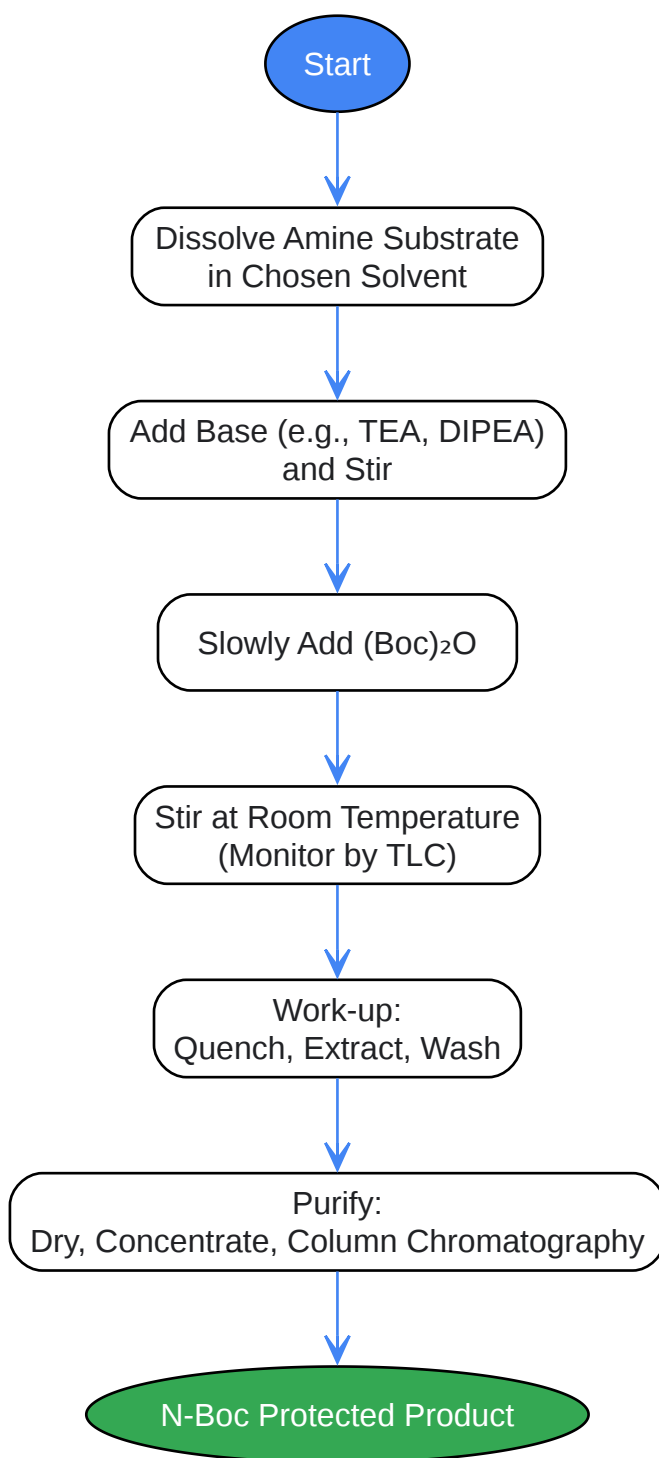 Start
Dissolve Amine Substrate
in Chosen Solvent
Add Base (e.g., TEA, DIPEA)
and Stir
Slowly Add (Boc)₂O
Stir at Room Temperature
(Monitor by TLC)
Work-up:
Quench, Extract, Wash
Purify:
Dry, Concentrate, Column Chromatography
N-Boc Protected Product